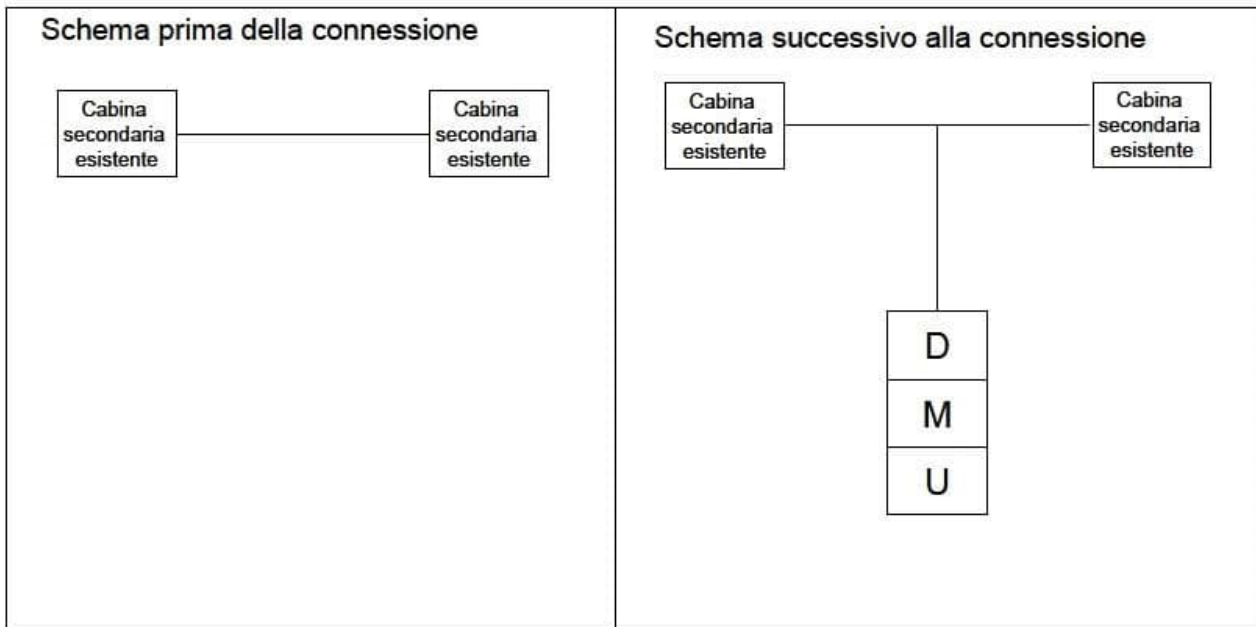 Schema prima della connessione
Cabina
secondaria
esistente
Cabina
secondaria
esistente
Schema successivo alla connessione
Cabina
secondaria
esistente
Cabina
secondaria
esistente
D
M
U